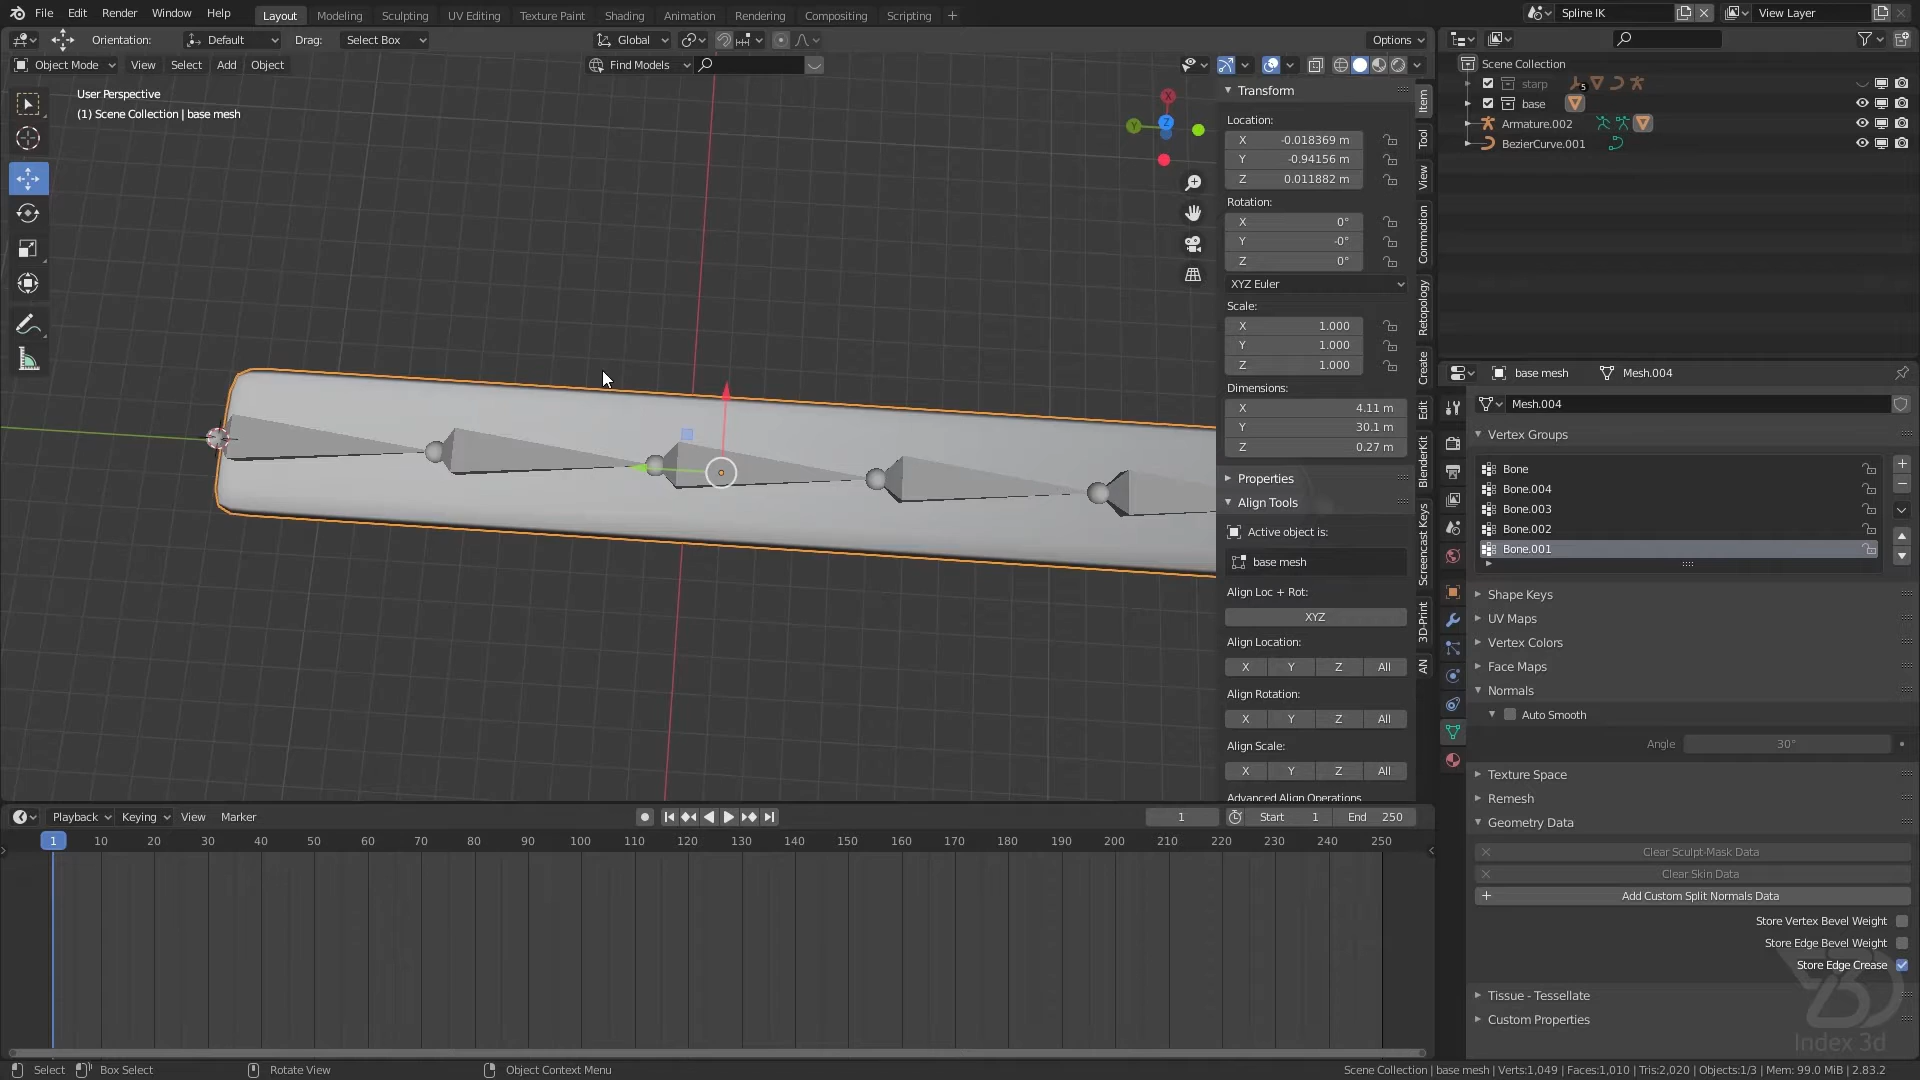 File Edit Render Window Help Layout Modeling Sculpting UV Editing Texture Paint Shading Animation Rendering Compositing Scripting + Spline IK View Layer
Orientation: Default Drag: Select Box Global Options
Object Mode View Select Add Object Find Models
User Perspective
(1) Scene Collection | base mesh
X
Y
Z
Transform
Location:
X -0.018369 m
Y -0.94156 m
Z 0.011882 m
Rotation:
X 0°
Y -0°
Z 0°
XYZ Euler
Scale:
X 1.000
Y 1.000
Z 1.000
Dimensions:
X 4.11 m
Y 30.1 m
Z 0.27 m
Properties
Align Tools
Active object is:
base mesh
Align Loc + Rot:
XYZ
Align Location:
X Y Z All
Align Rotation:
X Y Z All
Align Scale:
X Y Z All
Advanced Align Operations
Item
Tool
View
Commotion
Retopology
Create
Edit
BlenderKit
Screencast Keys
3D-Print
AN
Scene Collection
starp 5
base
Armature.002
BezierCurve.001
base mesh Mesh.004
Mesh.004
Vertex Groups
Bone
Bone.004
Bone.003
Bone.002
Bone.001
Shape Keys
UV Maps
Vertex Colors
Face Maps
Normals
Auto Smooth
Angle 30°
Texture Space
Remesh
Geometry Data
Clear Sculpt-Mask Data
Clear Skin Data
Add Custom Split Normals Data
Store Vertex Bevel Weight
Store Edge Bevel Weight
Store Edge Crease
Tissue - Tessellate
Custom Properties
Index 3d
Playback Keying View Marker 1 Start 1 End 250
1 10 20 30 40 50 60 70 80 90 100 110 120 130 140 150 160 170 180 190 200 210 220 230 240 250
Select Box Select Rotate View Object Context Menu Scene Collection | base mesh | Verts:1,049 | Faces:1,010 | Tris:2,020 | Objects:1/3 | Mem: 99.0 MiB | 2.83.2